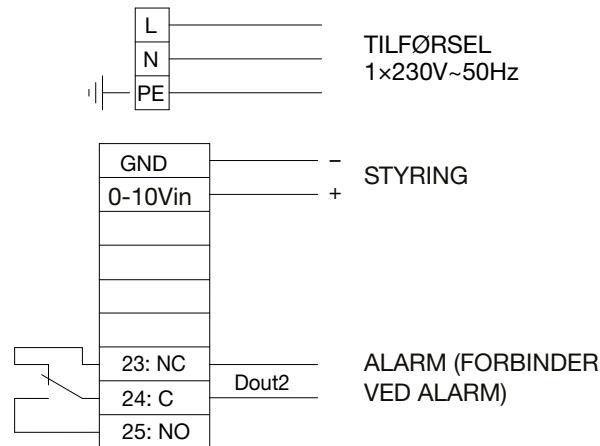 L
N
PE
TILFØRSEL
1×230V~50Hz
GND
0-10Vin
–
+
STYRING
23: NC
24: C
25: NO
Dout2
ALARM (FORBINDER
VED ALARM)